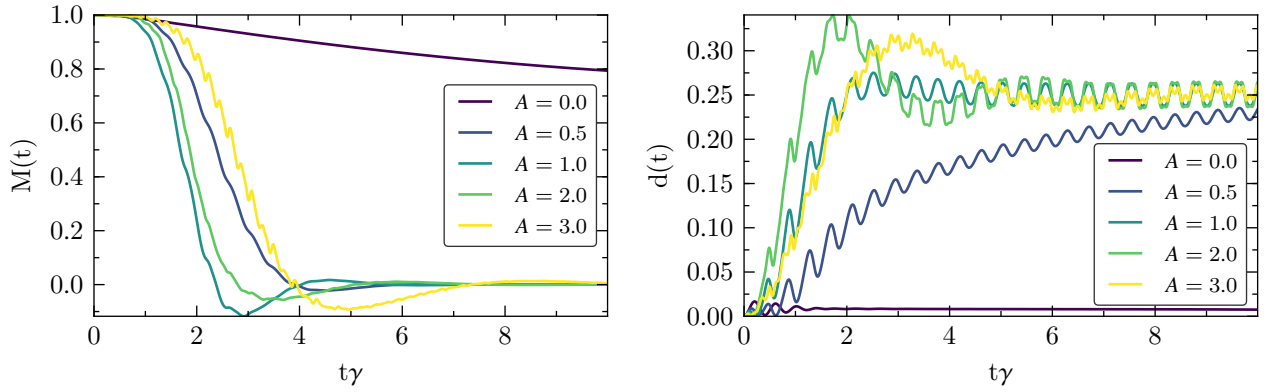 1.0
0.8
0.6
0.4
0.2
0.0
M(t)
0 2 4 6 8
tγ
A = 0.0
A = 0.5
A = 1.0
A = 2.0
A = 3.0
0.30
0.25
0.20
0.15
0.10
0.05
0.00
d(t)
0 2 4 6 8
tγ
A = 0.0
A = 0.5
A = 1.0
A = 2.0
A = 3.0